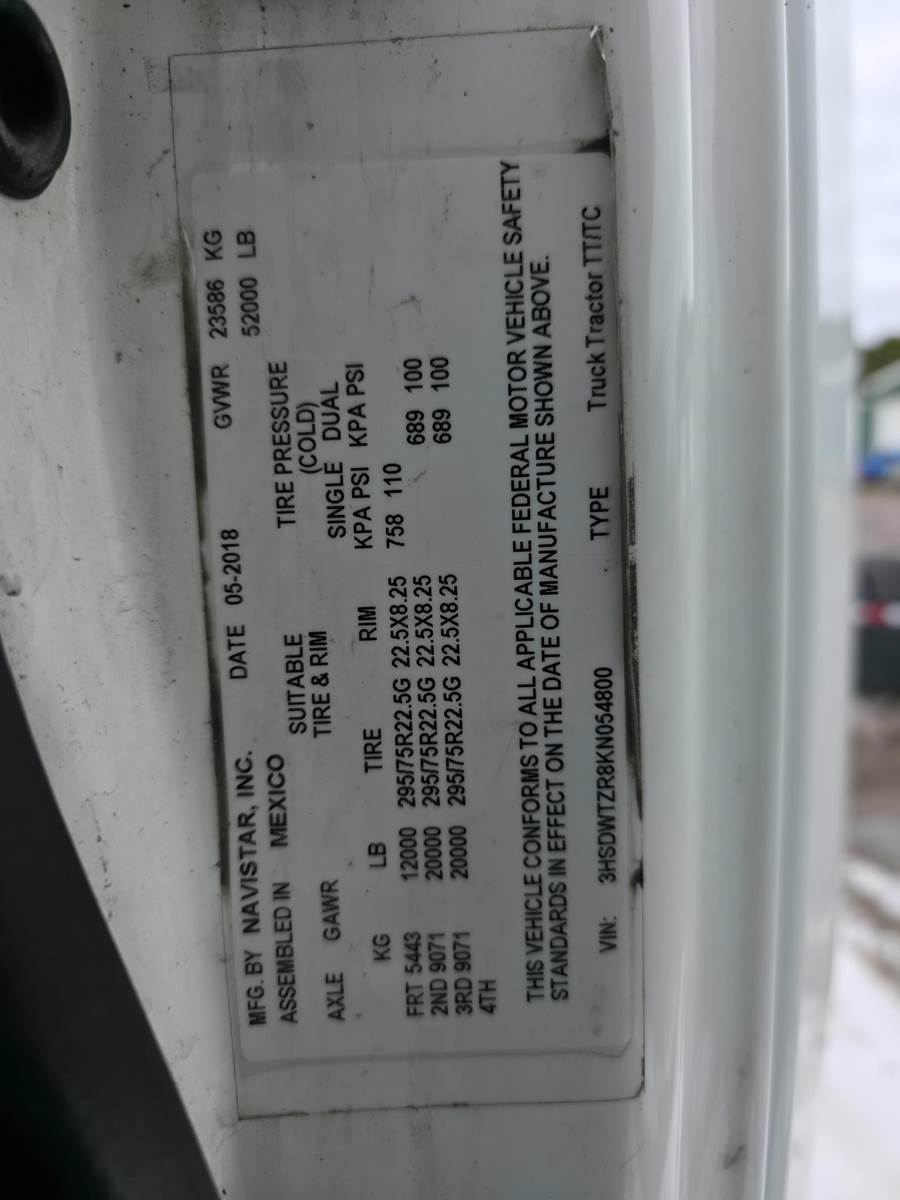 MFG. BY NAVISTAR, INC. DATE 05-2018 GVWR 23586 KG
ASSEMBLED IN MEXICO 52000 LB
SUITABLE TIRE PRESSURE
AXLE GAWR TIRE & RIM (COLD)
SINGLE DUAL
KG LB TIRE RIM KPA PSI KPA PSI
FRT 5443 12000 295/75R22.5G 22.5X8.25 758 110
2ND 9071 20000 295/75R22.5G 22.5X8.25 689 100
3RD 9071 20000 295/75R22.5G 22.5X8.25 689 100
4TH
THIS VEHICLE CONFORMS TO ALL APPLICABLE FEDERAL MOTOR VEHICLE SAFETY
STANDARDS IN EFFECT ON THE DATE OF MANUFACTURE SHOWN ABOVE.
VIN: 3HSDWTZR8KN054800 TYPE Truck Tractor TT/TC